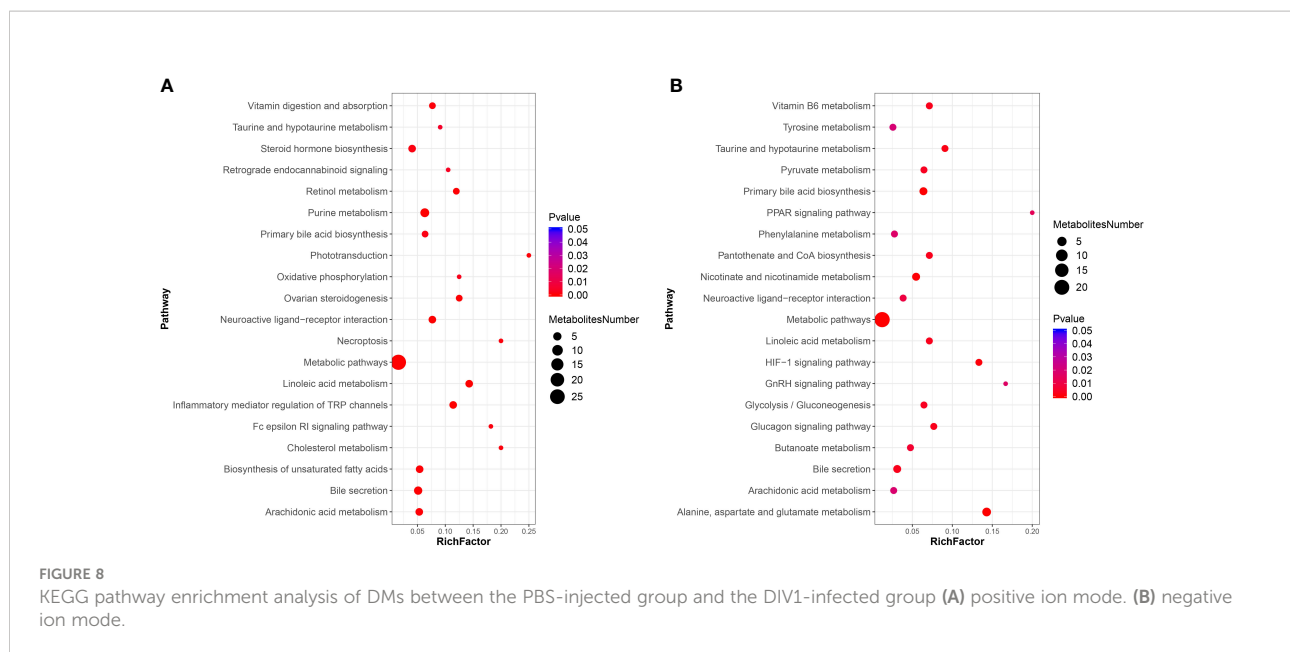 A
Vitamin digestion and absorption
Taurine and hypotaurine metabolism
Steroid hormone biosynthesis
Retrograde endocannabinoid signaling
Retinol metabolism
Purine metabolism
Primary bile acid biosynthesis
Phototransduction
Oxidative phosphorylation
Ovarian steroidogenesis
Neuroactive ligand−receptor interaction
Necroptosis
Metabolic pathways
Linoleic acid metabolism
Inflammatory mediator regulation of TRP channels
Fc epsilon RI signaling pathway
Cholesterol metabolism
Biosynthesis of unsaturated fatty acids
Bile secretion
Arachidonic acid metabolism
Pathway
0.05 0.10 0.15 0.20 0.25
RichFactor
Pvalue
0.05
0.04
0.03
0.02
0.01
0.00
MetabolitesNumber
5
10
15
20
25
B
Vitamin B6 metabolism
Tyrosine metabolism
Taurine and hypotaurine metabolism
Pyruvate metabolism
Primary bile acid biosynthesis
PPAR signaling pathway
Phenylalanine metabolism
Pantothenate and CoA biosynthesis
Nicotinate and nicotinamide metabolism
Neuroactive ligand−receptor interaction
Metabolic pathways
Linoleic acid metabolism
HIF−1 signaling pathway
GnRH signaling pathway
Glycolysis / Gluconeogenesis
Glucagon signaling pathway
Butanoate metabolism
Bile secretion
Arachidonic acid metabolism
Alanine, aspartate and glutamate metabolism
Pathway
0.05 0.10 0.15 0.20
RichFactor
MetabolitesNumber
5
10
15
20
Pvalue
0.05
0.04
0.03
0.02
0.01
0.00
FIGURE 8
KEGG pathway enrichment analysis of DMs between the PBS-injected group and the DIV1-infected group (A) positive ion mode. (B) negative
ion mode.